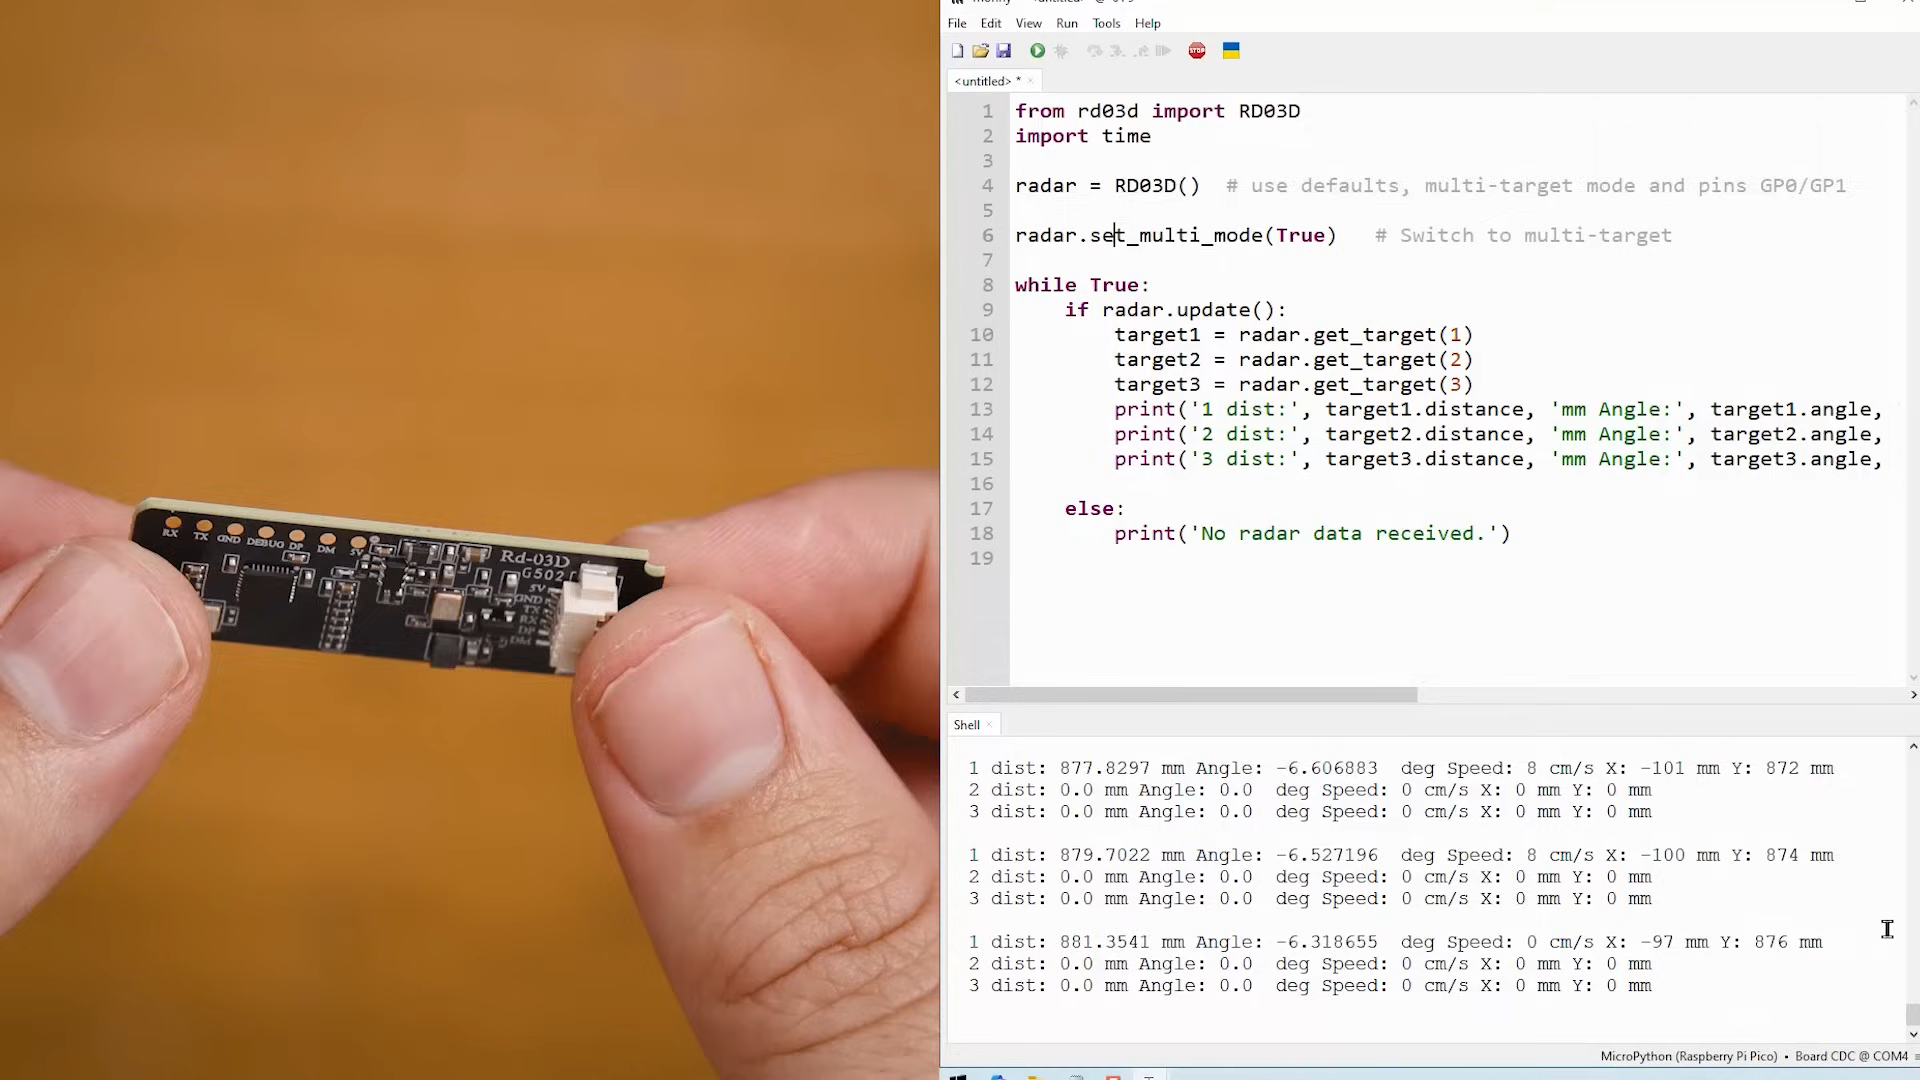 RX TX GND DEBUG DP DM 5V
Rd-03D
G502
5V
GND
TX
RX
DP
DM
File Edit View Run Tools Help
STOP
<untitled> *
1 from rd03d import RD03D
2 import time
3
4 radar = RD03D() # use defaults, multi-target mode and pins GP0/GP1
5
6 radar.set_multi_mode(True) # Switch to multi-target
7
8 while True:
9 if radar.update():
10 target1 = radar.get_target(1)
11 target2 = radar.get_target(2)
12 target3 = radar.get_target(3)
13 print('1 dist:', target1.distance, 'mm Angle:', target1.angle,
14 print('2 dist:', target2.distance, 'mm Angle:', target2.angle,
15 print('3 dist:', target3.distance, 'mm Angle:', target3.angle,
16
17 else:
18 print('No radar data received.')
19
Shell
1 dist: 877.8297 mm Angle: -6.606883 deg Speed: 8 cm/s X: -101 mm Y: 872 mm
2 dist: 0.0 mm Angle: 0.0 deg Speed: 0 cm/s X: 0 mm Y: 0 mm
3 dist: 0.0 mm Angle: 0.0 deg Speed: 0 cm/s X: 0 mm Y: 0 mm
1 dist: 879.7022 mm Angle: -6.527196 deg Speed: 8 cm/s X: -100 mm Y: 874 mm
2 dist: 0.0 mm Angle: 0.0 deg Speed: 0 cm/s X: 0 mm Y: 0 mm
3 dist: 0.0 mm Angle: 0.0 deg Speed: 0 cm/s X: 0 mm Y: 0 mm
1 dist: 881.3541 mm Angle: -6.318655 deg Speed: 0 cm/s X: -97 mm Y: 876 mm
2 dist: 0.0 mm Angle: 0.0 deg Speed: 0 cm/s X: 0 mm Y: 0 mm
3 dist: 0.0 mm Angle: 0.0 deg Speed: 0 cm/s X: 0 mm Y: 0 mm
MicroPython (Raspberry Pi Pico) • Board CDC @ COM4